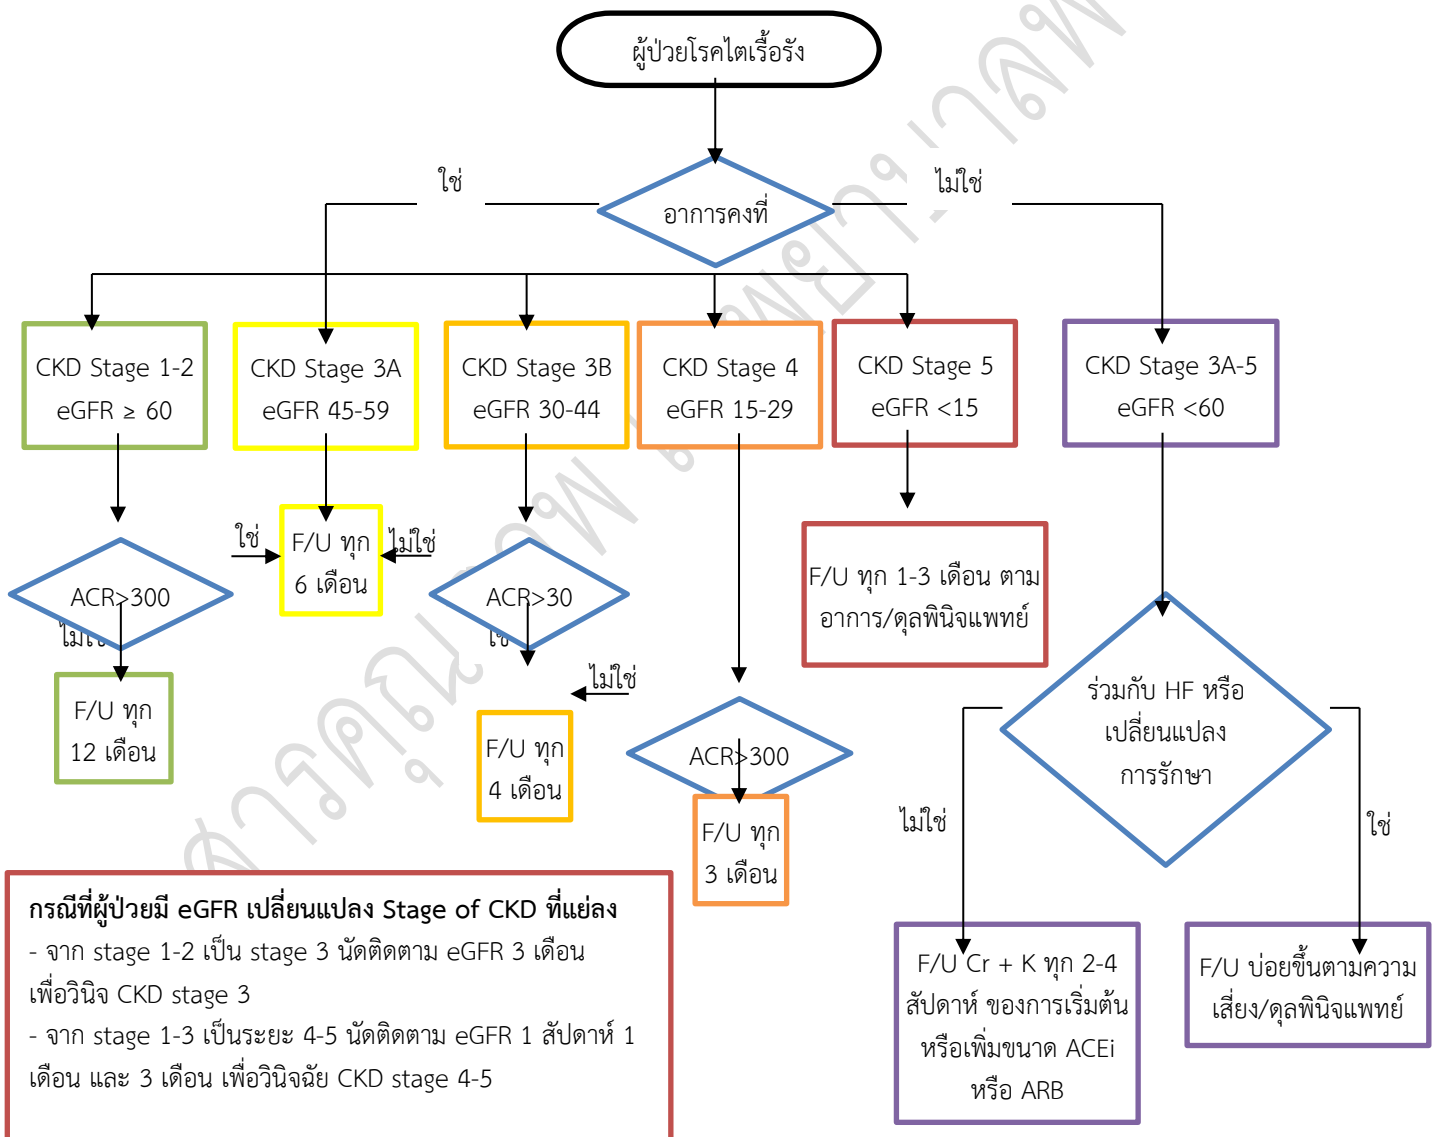 ผู้ป่วยโรคไตเรื้อรัง
ใช่
ไม่ใช่
อาการคงที่
CKD Stage 1-2
eGFR ≥ 60
CKD Stage 3A
eGFR 45-59
CKD Stage 3B
eGFR 30-44
CKD Stage 4
eGFR 15-29
CKD Stage 5
eGFR <15
CKD Stage 3A-5
eGFR <60
ACR>300
ใช่
F/U ทุก
6 เดือน
ไม่ใช่
ACR>30
F/U ทุก 1-3 เดือน ตาม
อาการ/ดุลพินิจแพทย์
F/U ทุก
12 เดือน
F/U ทุก
4 เดือน
ไม่ใช่
ACR>300
F/U ทุก
3 เดือน
ร่วมกับ HF หรือ
เปลี่ยนแปลง
การรักษา
ไม่ใช่
ใช่
F/U Cr + K ทุก 2-4
สัปดาห์ ของการเริ่มต้น
หรือเพิ่มขนาด ACEi
หรือ ARB
F/U บ่อยขึ้นตามความ
เสี่ยง/ดุลพินิจแพทย์
กรณีที่ผู้ป่วยมี eGFR เปลี่ยนแปลง Stage of CKD ที่แย่ลง
- จาก stage 1-2 เป็น stage 3 นัดติดตาม eGFR 3 เดือน
เพื่อวินิจ CKD stage 3
- จาก stage 1-3 เป็นระยะ 4-5 นัดติดตาม eGFR 1 สัปดาห์ 1
เดือน และ 3 เดือน เพื่อวินิจฉัย CKD stage 4-5